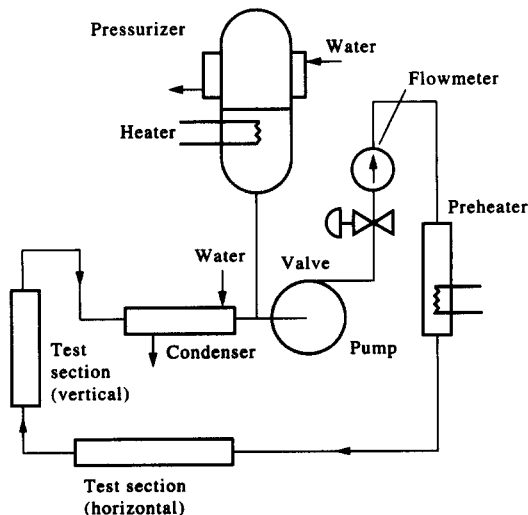 Pressurizer
Water
Flowmeter
Heater
Preheater
Water
Valve
Condenser
Pump
Test
section
(vertical)
Test section
(horizontal)